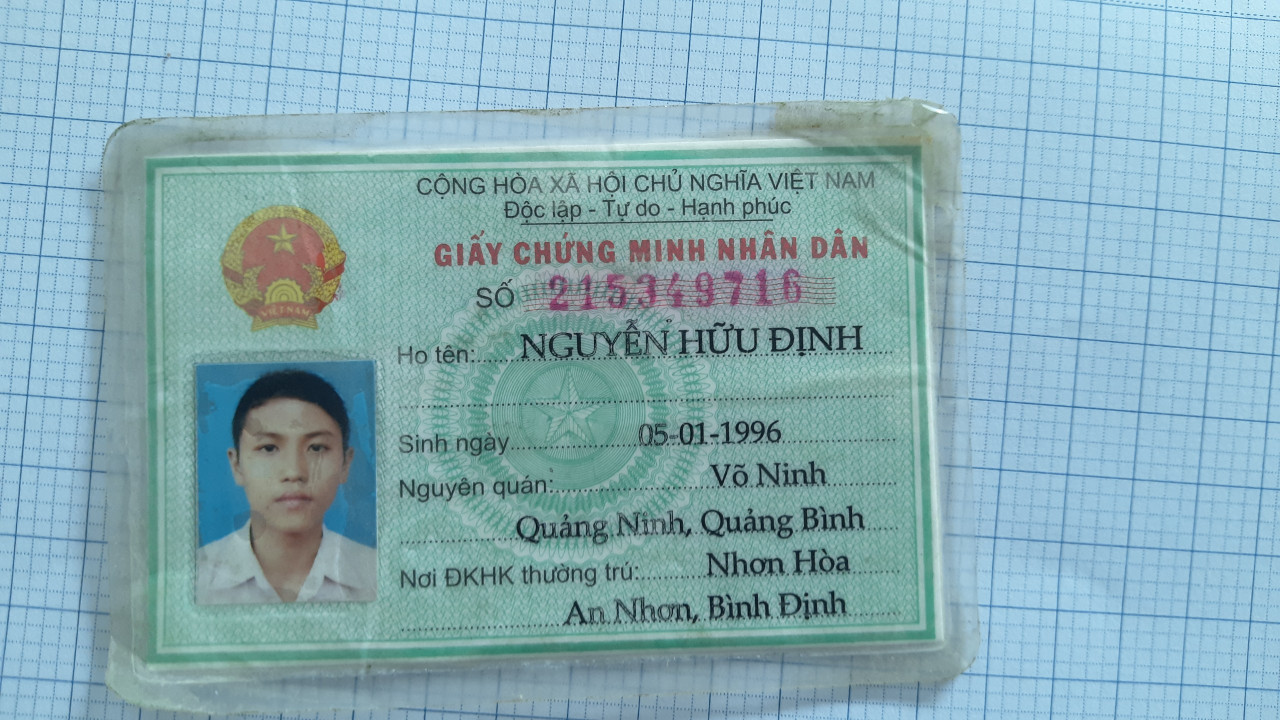 CỘNG HÒA XÃ HỘI CHỦ NGHĨA VIỆT NAM
Độc lập - Tự do - Hạnh phúc
GIẤY CHỨNG MINH NHÂN DÂN
SỐ 215349716
VIỆT NAM
Họ tên: NGUYỄN HỮU ĐỊNH
Sinh ngày 05-01-1996
Nguyên quán: Võ Ninh
Quảng Ninh, Quảng Bình
Nơi ĐKHK thường trú: Nhơn Hòa
An Nhơn, Bình Định